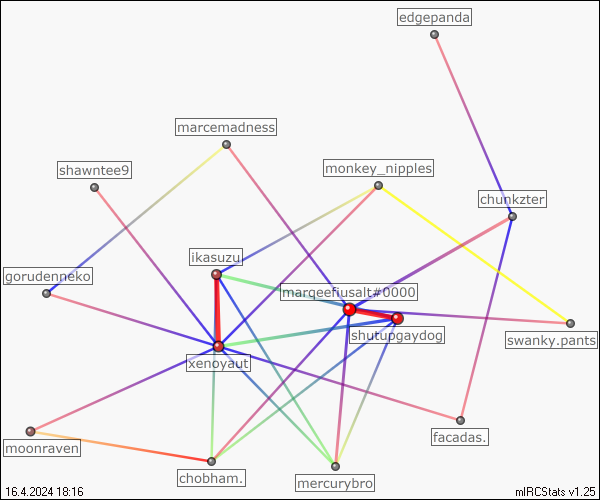 edgepanda
marcemadness
shawntee9
monkey_nipples
chunkzter
ikasuzu
gorudenneko
margeefiusalt#0000
shutupgaydog
swanky.pants
xenoyaut
facadas.
moonraven
chobham.
mercurybro
16.4.2024 18:16
mIRCStats v1.25